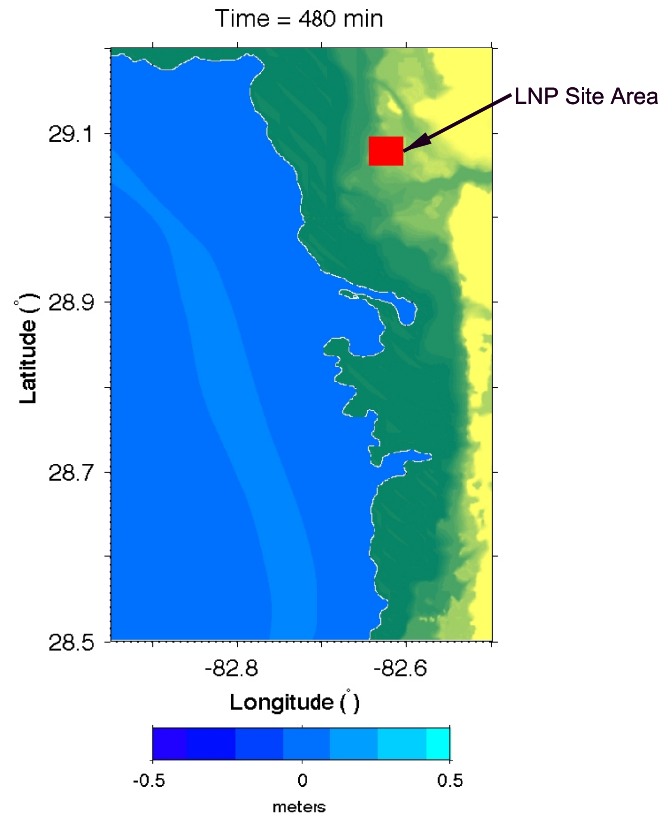 Time = 480 min
LNP Site Area
29.1
28.9
28.7
28.5
Latitude (°)
-82.8 -82.6
Longitude (°)
-0.5 0 0.5
meters